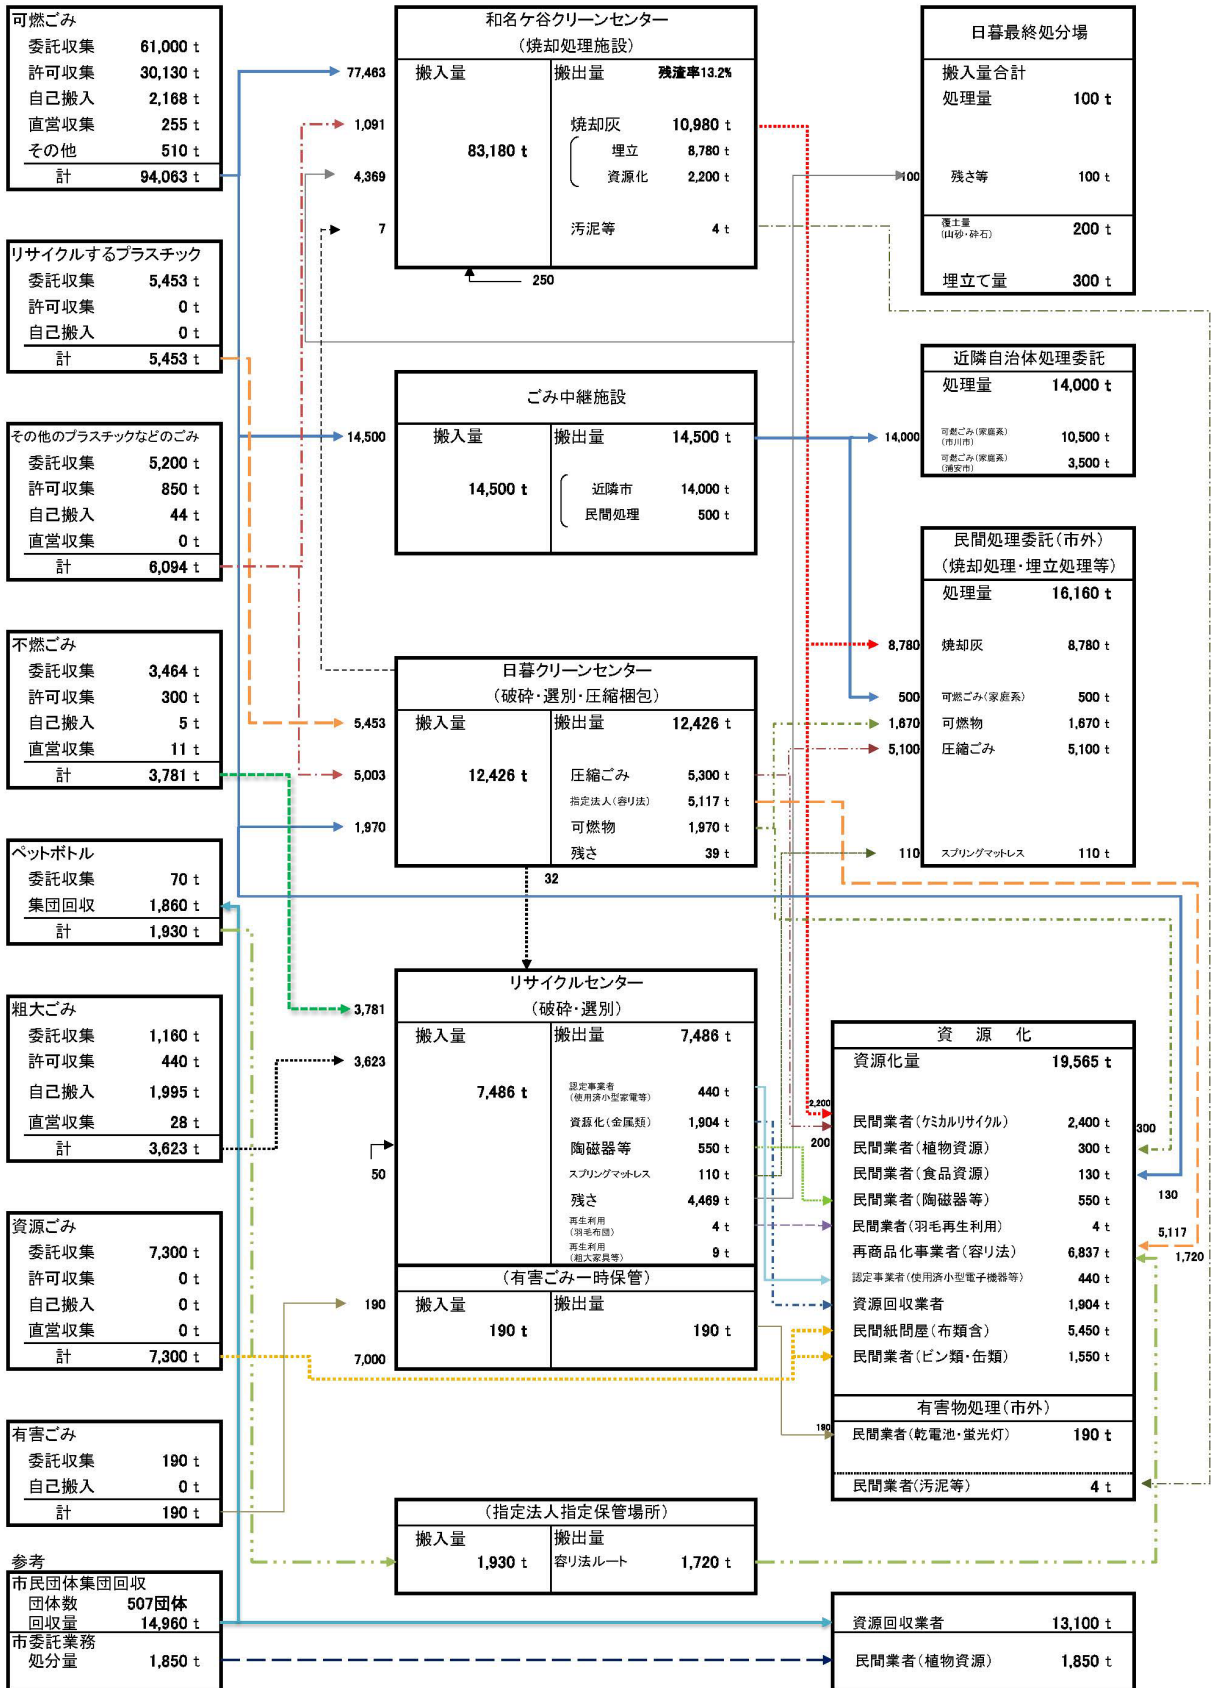 可燃ごみ
委託収集 61,000 t
許可収集 30,130 t
自己搬入 2,168 t
直営収集 255 t
その他 510 t
計 94,063 t
リサイクルするプラスチック
委託収集 5,453 t
許可収集 0 t
自己搬入 0 t
計 5,453 t
その他のプラスチックなどのごみ
委託収集 5,200 t
許可収集 850 t
自己搬入 44 t
直営収集 0 t
計 6,094 t
不燃ごみ
委託収集 3,464 t
許可収集 300 t
自己搬入 5 t
直営収集 11 t
計 3,781 t
ペットボトル
委託収集 70 t
集団回収 1,860 t
計 1,930 t
粗大ごみ
委託収集 1,160 t
許可収集 440 t
自己搬入 1,995 t
直営収集 28 t
計 3,623 t
資源ごみ
委託収集 7,300 t
許可収集 0 t
自己搬入 0 t
直営収集 0 t
計 7,300 t
有害ごみ
委託収集 190 t
自己搬入 0 t
計 190 t
参考
市民団体集団回収
団体数 507団体
回収量 14,960 t
市委託業務
処分量 1,850 t
77,463
1,091
4,369
7
和名ケ谷クリーンセンター
(焼却処理施設)
搬入量 搬出量 残渣率13.2%
焼却灰 10,980 t
83,180 t
埋立 8,780 t
資源化 2,200 t
汚泥等 4 t
250
14,500
ごみ中継施設
搬入量 搬出量 14,500 t
14,500 t
近隣市 14,000 t
民間処理 500 t
5,453
5,003
1,970
日暮クリーンセンター
(破砕・選別・圧縮梱包)
搬入量 搬出量 12,426 t
12,426 t
圧縮ごみ 5,300 t
指定法人(容リ法) 5,117 t
可燃物 1,970 t
残さ 39 t
32
3,781
3,623
50
リサイクルセンター
(破砕・選別)
搬入量 搬出量 7,486 t
7,486 t
認定事業者
(使用済小型家電等) 440 t
資源化(金属類) 1,904 t
陶磁器等 550 t
スプリングマットレス 110 t
残さ 4,469 t
再生利用
(羽毛布団) 4 t
再生利用
(粗大家具等) 9 t
(有害ごみ一時保管)
190
搬入量 搬出量
190 t 190 t
7,000
(指定法人指定保管場所)
搬入量 搬出量
1,930 t 容リ法ルート 1,720 t
日暮最終処分場
搬入量合計
処理量 100 t
100
残さ等 100 t
覆土量
(山砂・砕石) 200 t
埋立て量 300 t
近隣自治体処理委託
処理量 14,000 t
14,000
可燃ごみ(家庭系)
(市川市) 10,500 t
可燃ごみ(家庭系)
(浦安市) 3,500 t
民間処理委託(市外)
(焼却処理・埋立処理等)
処理量 16,160 t
8,780 焼却灰 8,780 t
500 可燃ごみ(家庭系) 500 t
1,670 可燃物 1,670 t
5,100 圧縮ごみ 5,100 t
110 スプリングマットレス 110 t
資源化
資源化量 19,565 t
2,200
200
民間業者(ケミカルリサイクル) 2,400 t
300
民間業者(植物資源) 300 t
民間業者(食品資源) 130 t
130
民間業者(陶磁器等) 550 t
民間業者(羽毛再生利用) 4 t
5,117
再商品化事業者(容リ法) 6,837 t
1,720
認定事業者(使用済小型電子機器等) 440 t
資源回収業者 1,904 t
民間紙問屋(布類含) 5,450 t
民間業者(ビン類・缶類) 1,550 t
有害物処理(市外)
190
民間業者(乾電池・蛍光灯) 190 t
民間業者(汚泥等) 4 t
資源回収業者 13,100 t
民間業者(植物資源) 1,850 t